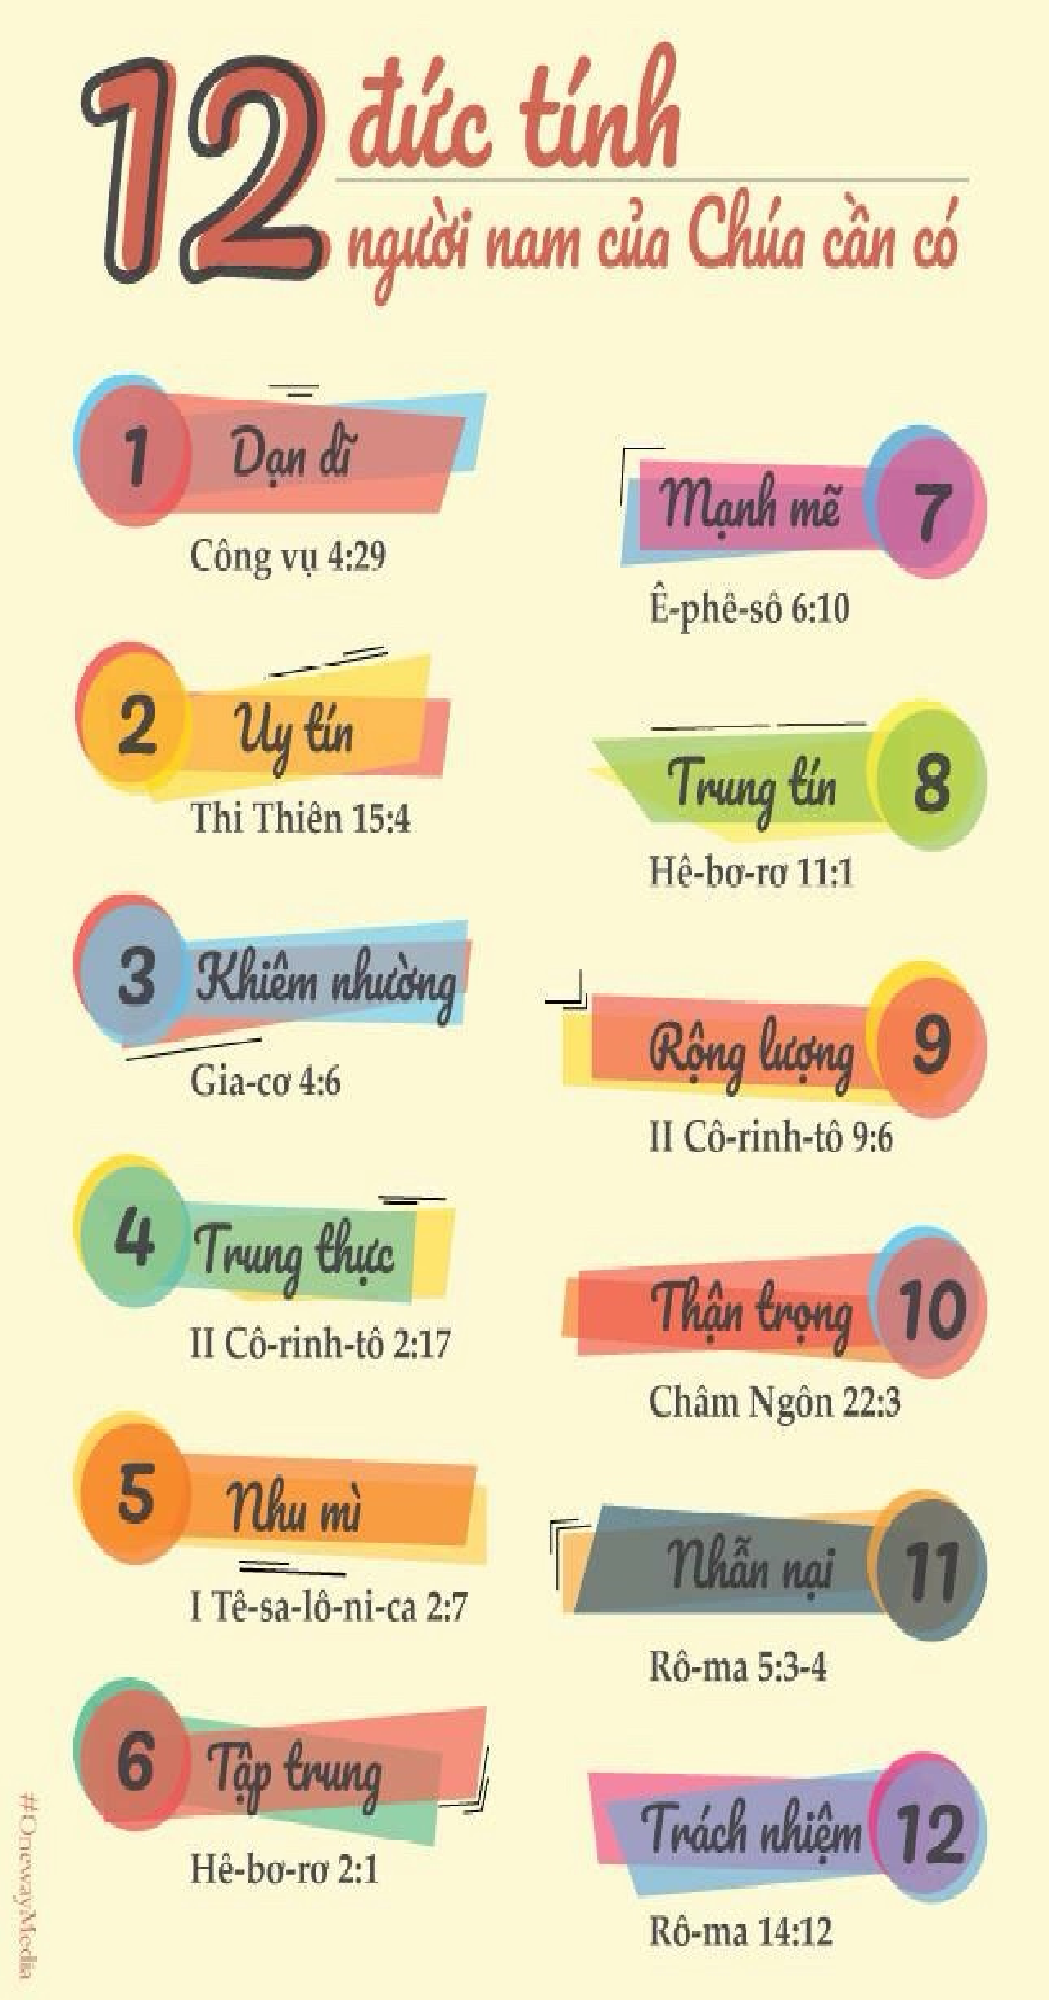 12 đức tính
người nam của Chúa cần có
1 Dạn dĩ
Công vụ 4:29
2 Uy tín
Thi Thiên 15:4
3 Khiêm nhường
Gia-cơ 4:6
4 Trung thực
II Cô-rinh-tô 2:17
5 Nhu mì
I Tê-sa-lô-ni-ca 2:7
6 Tập trung
Hê-bơ-rơ 2:1
Mạnh mẽ 7
Ê-phê-sô 6:10
Trung tín 8
Hê-bơ-rơ 11:1
Rộng lượng 9
II Cô-rinh-tô 9:6
Thận trọng 10
Châm Ngôn 22:3
Nhẫn nại 11
Rô-ma 5:3-4
Trách nhiệm 12
Rô-ma 14:12
#OnewayMedia